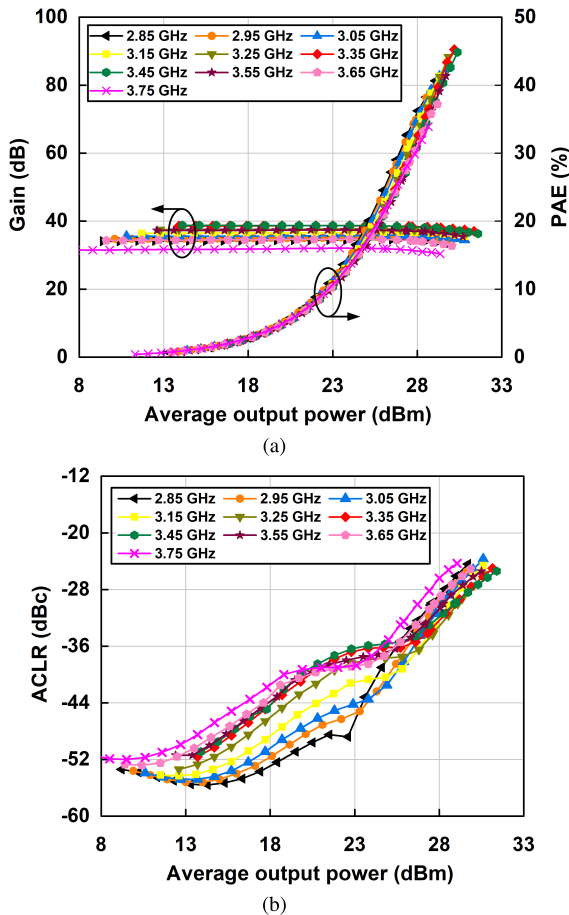 100
80
60
40
20
0
Gain (dB)
50
40
30
20
10
0
PAE (%)
2.85 GHz 2.95 GHz 3.05 GHz
3.15 GHz 3.25 GHz 3.35 GHz
3.45 GHz 3.55 GHz 3.65 GHz
3.75 GHz
8 13 18 23 28 33
Average output power (dBm)
(a)
-12
-20
-28
-36
-44
-52
-60
ACLR (dBc)
2.85 GHz 2.95 GHz 3.05 GHz
3.15 GHz 3.25 GHz 3.35 GHz
3.45 GHz 3.55 GHz 3.65 GHz
3.75 GHz
8 13 18 23 28 33
Average output power (dBm)
(b)